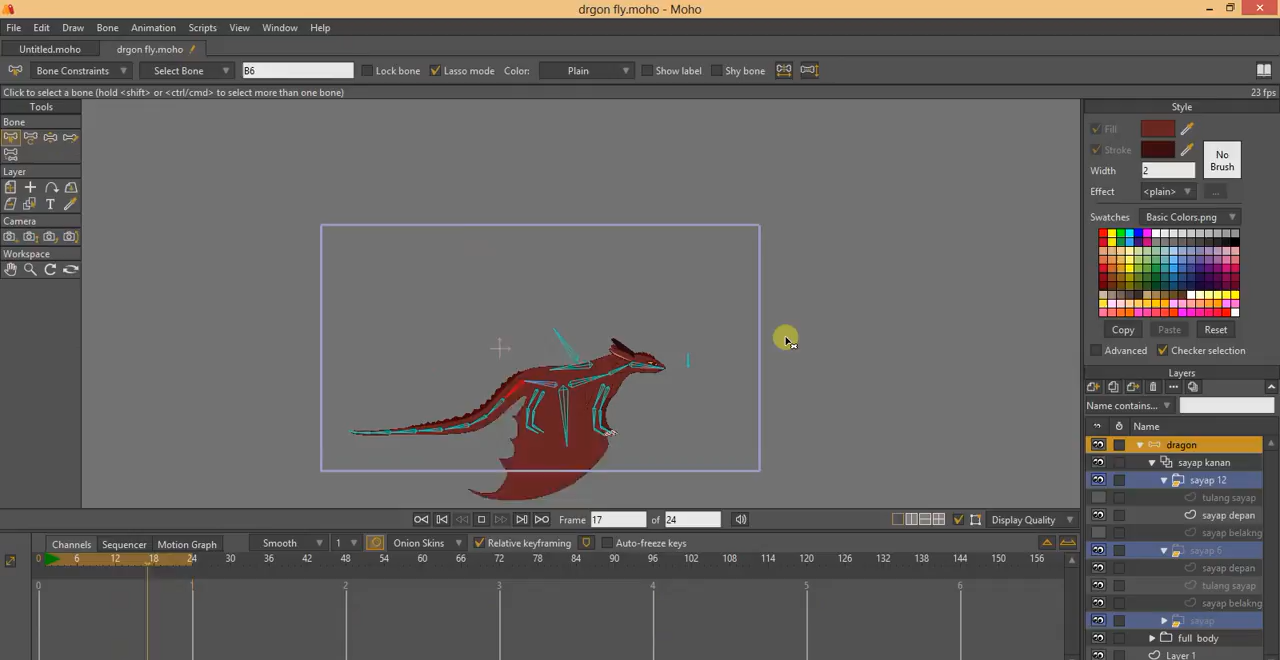 drgon fly.moho - Moho
File Edit Draw Bone Animation Scripts View Window Help
Untitled.moho drgon fly.moho
Bone Constraints Select Bone B6 Lock bone Lasso mode Color: Plain Show label Shy bone
Click to select a bone (hold <shift> or <ctrl/cmd> to select more than one bone) 23 fps
Tools
Bone
Layer
T
Camera
Workspace
Style
Fill
Stroke
No Brush
Width 2
Effect <plain> ...
Swatches Basic Colors.png
Copy Paste Reset
Advanced Checker selection
Layers
Name contains...
Name
dragon
sayap kanan
sayap 12
tulang sayap
sayap depan
sayap belakng
sayap 6
sayap depan
tulang sayap
sayap belakng
sayap
full body
Layer 1
Frame 17 of 24 Display Quality
Channels Sequencer Motion Graph Smooth 1 Onion Skins Relative keyframing Auto-freeze keys
0 6 12 18 24 30 36 42 48 54 60 66 72 78 84 90 96 102 108 114 120 126 132 138 144 150 156
0 1 2 3 4 5 6